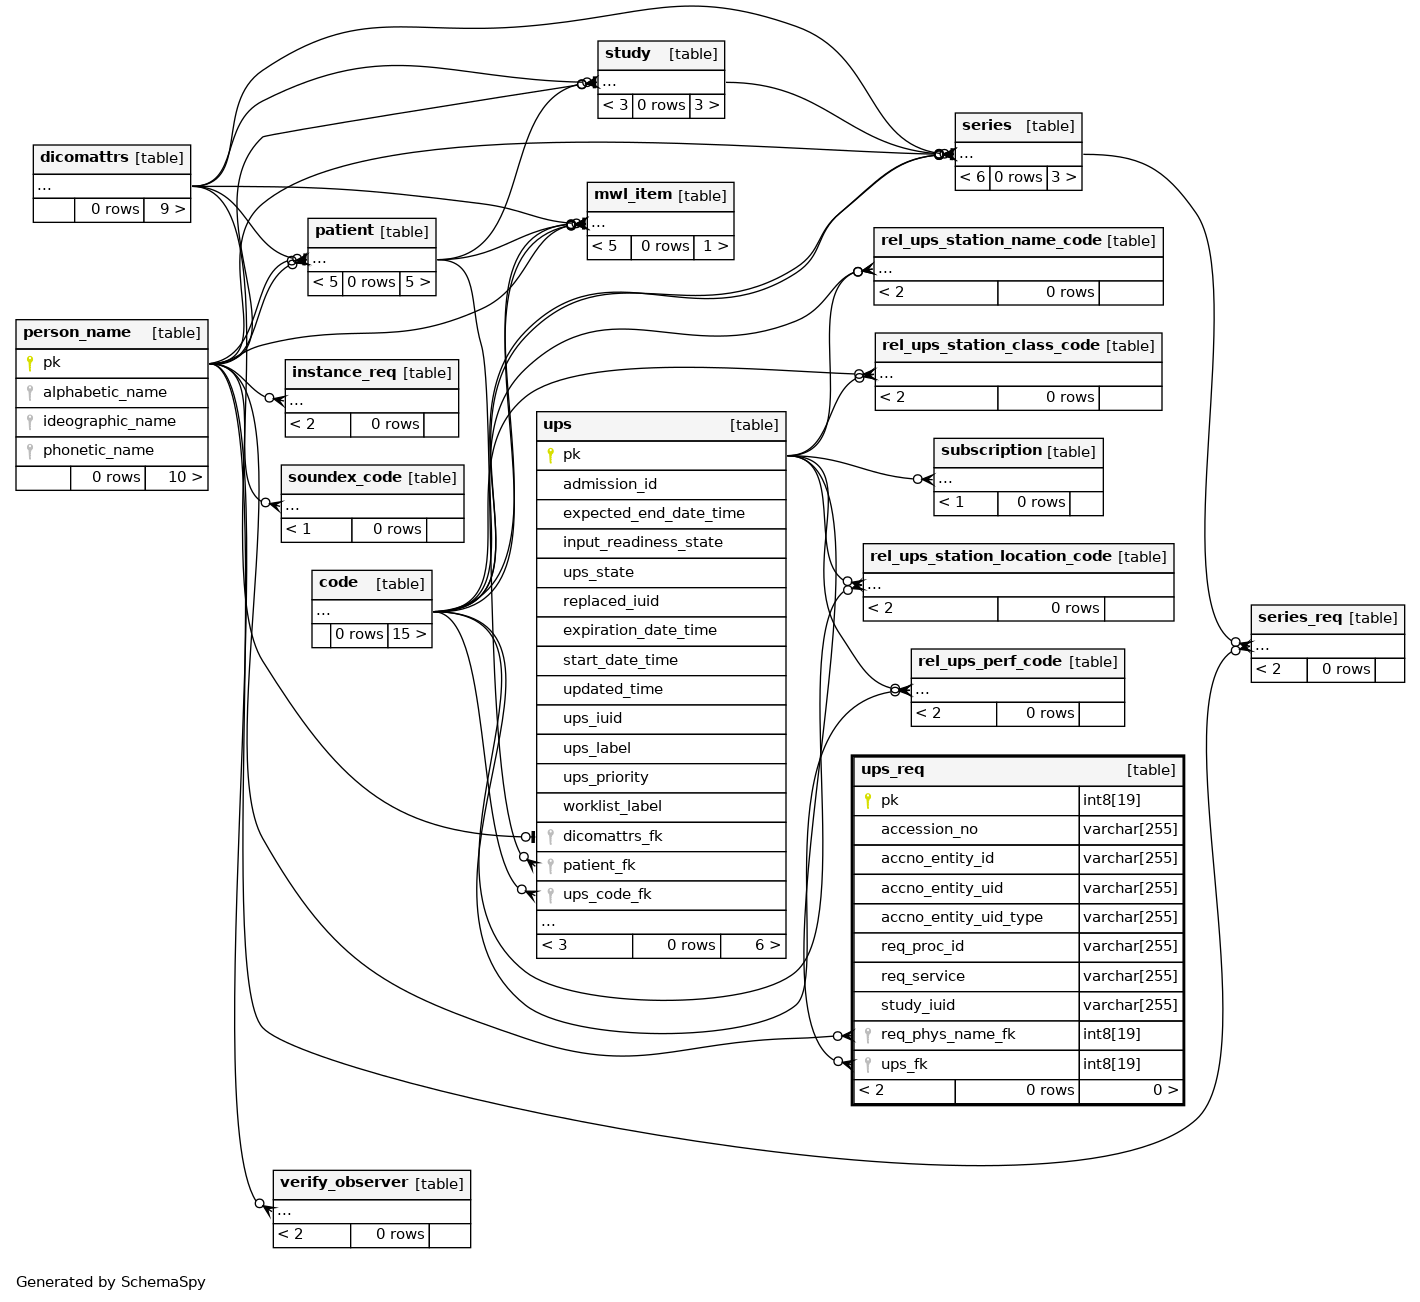 study [table]
...
< 3 0 rows 3 >
series [table]
...
< 6 0 rows 3 >
dicomattrs [table]
...
0 rows 9 >
mwl_item [table]
...
< 5 0 rows 1 >
patient [table]
...
< 5 0 rows 5 >
rel_ups_station_name_code [table]
...
< 2 0 rows
person_name [table]
pk
alphabetic_name
ideographic_name
phonetic_name
0 rows 10 >
rel_ups_station_class_code [table]
...
< 2 0 rows
instance_req [table]
...
< 2 0 rows
ups [table]
pk
admission_id
expected_end_date_time
input_readiness_state
ups_state
replaced_iuid
expiration_date_time
start_date_time
updated_time
ups_iuid
ups_label
ups_priority
worklist_label
dicomattrs_fk
patient_fk
ups_code_fk
...
< 3 0 rows 6 >
subscription [table]
...
< 1 0 rows
soundex_code [table]
...
< 1 0 rows
rel_ups_station_location_code [table]
...
< 2 0 rows
code [table]
...
0 rows 15 >
series_req [table]
...
< 2 0 rows
rel_ups_perf_code [table]
...
< 2 0 rows
ups_req [table]
pk int8[19]
accession_no varchar[255]
accno_entity_id varchar[255]
accno_entity_uid varchar[255]
accno_entity_uid_type varchar[255]
req_proc_id varchar[255]
req_service varchar[255]
study_iuid varchar[255]
req_phys_name_fk int8[19]
ups_fk int8[19]
< 2 0 rows 0 >
verify_observer [table]
...
< 2 0 rows
Generated by SchemaSpy